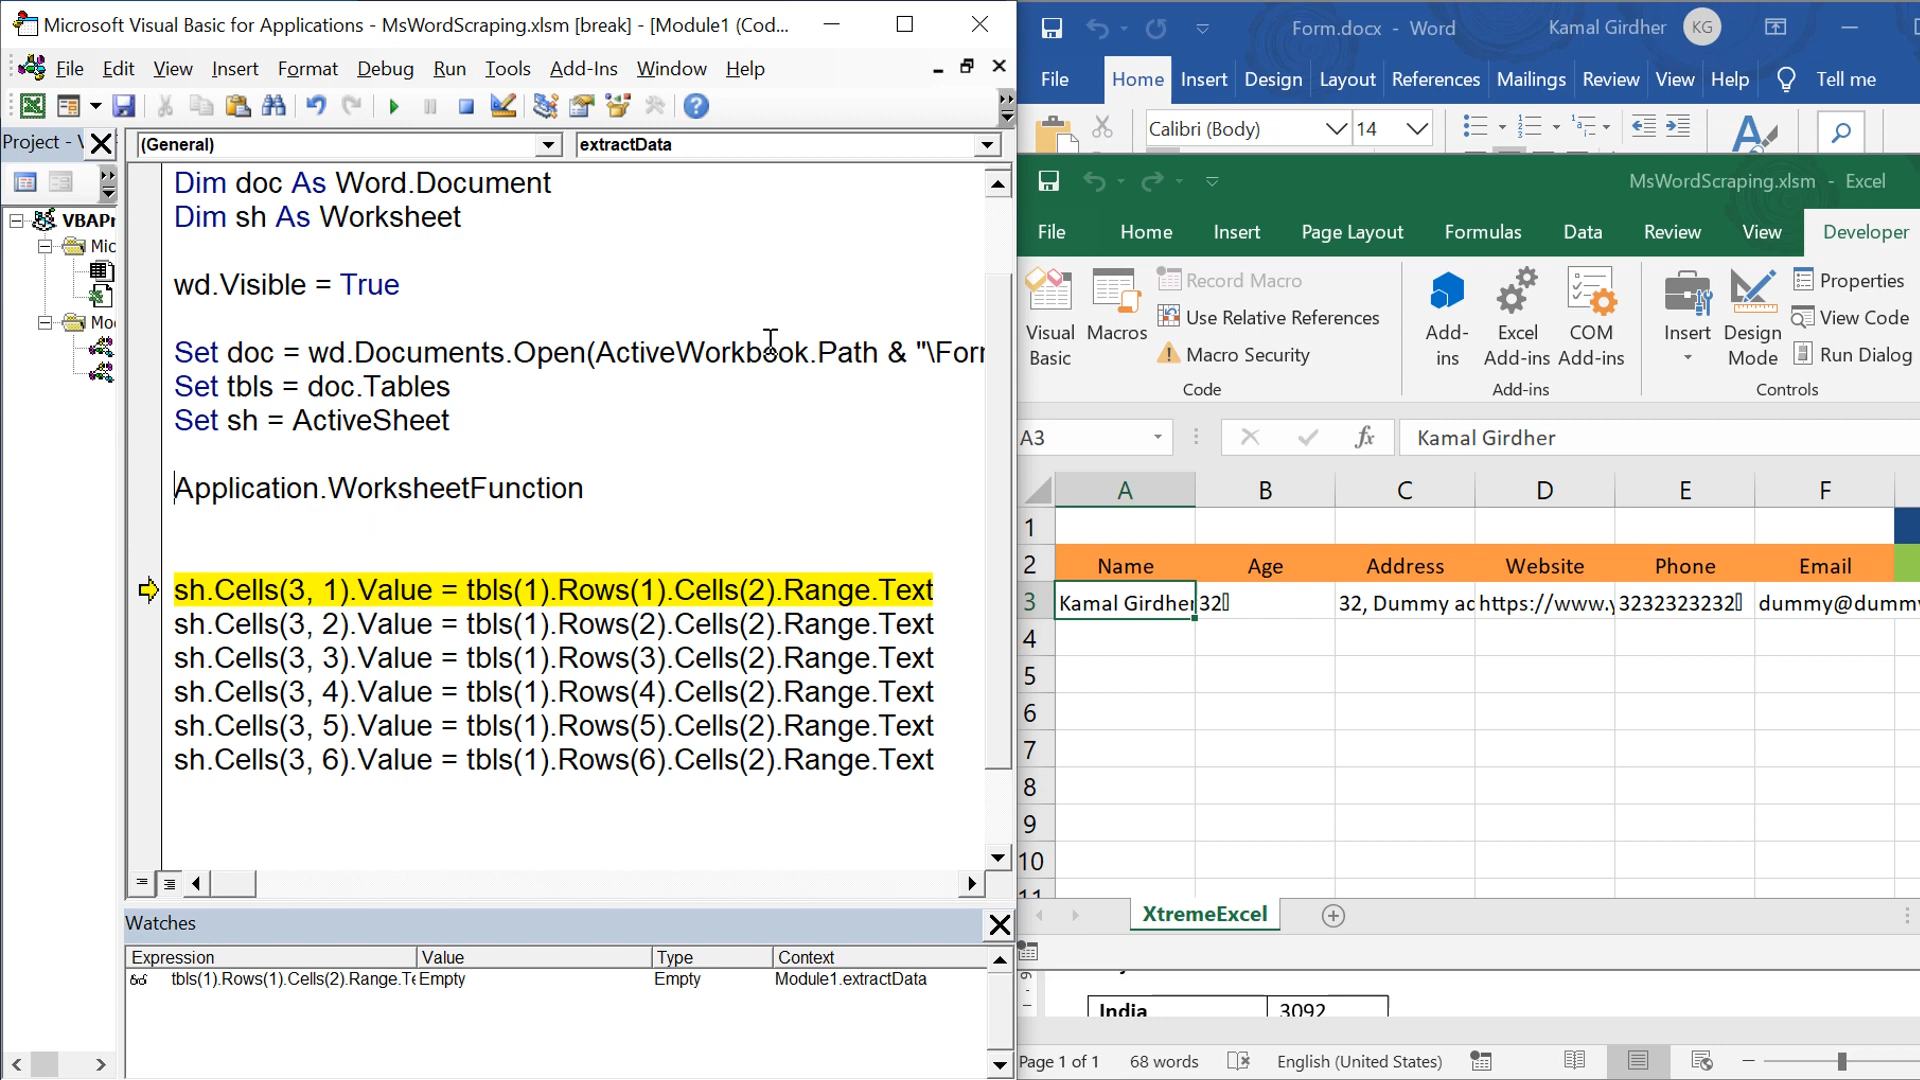 Microsoft Visual Basic for Applications - MsWordScraping.xlsm [break] - [Module1 (Cod...
File Edit View Insert Format Debug Run Tools Add-Ins Window Help
Project - V
(General)
extractData
VBAPr
Mic
Mo
Dim doc As Word.Document
Dim sh As Worksheet
wd.Visible = True
Set doc = wd.Documents.Open(ActiveWorkbook.Path & "\For
Set tbls = doc.Tables
Set sh = ActiveSheet
Application.WorksheetFunction
sh.Cells(3, 1).Value = tbls(1).Rows(1).Cells(2).Range.Text
sh.Cells(3, 2).Value = tbls(1).Rows(2).Cells(2).Range.Text
sh.Cells(3, 3).Value = tbls(1).Rows(3).Cells(2).Range.Text
sh.Cells(3, 4).Value = tbls(1).Rows(4).Cells(2).Range.Text
sh.Cells(3, 5).Value = tbls(1).Rows(5).Cells(2).Range.Text
sh.Cells(3, 6).Value = tbls(1).Rows(6).Cells(2).Range.Text
Watches
Expression Value Type Context
tbls(1).Rows(1).Cells(2).Range.Te Empty Empty Module1.extractData
Form.docx - Word Kamal Girdher KG
File Home Insert Design Layout References Mailings Review View Help Tell me
Calibri (Body) 14
MsWordScraping.xlsm - Excel
File Home Insert Page Layout Formulas Data Review View Developer
Visual Basic
Macros
Record Macro
Use Relative References
Macro Security
Code
Add-ins
Excel Add-ins
COM Add-ins
Add-ins
Insert
Design Mode
Properties
View Code
Run Dialog
Controls
A3 fx Kamal Girdher
A B C D E F
1
2 Name Age Address Website Phone Email
3 Kamal Girdher 32 32, Dummy ad https://www.y 3232323232 dummy@dummy
4
5
6
7
8
9
10
11
XtremeExcel
India 3092
Page 1 of 1 68 words English (United States)